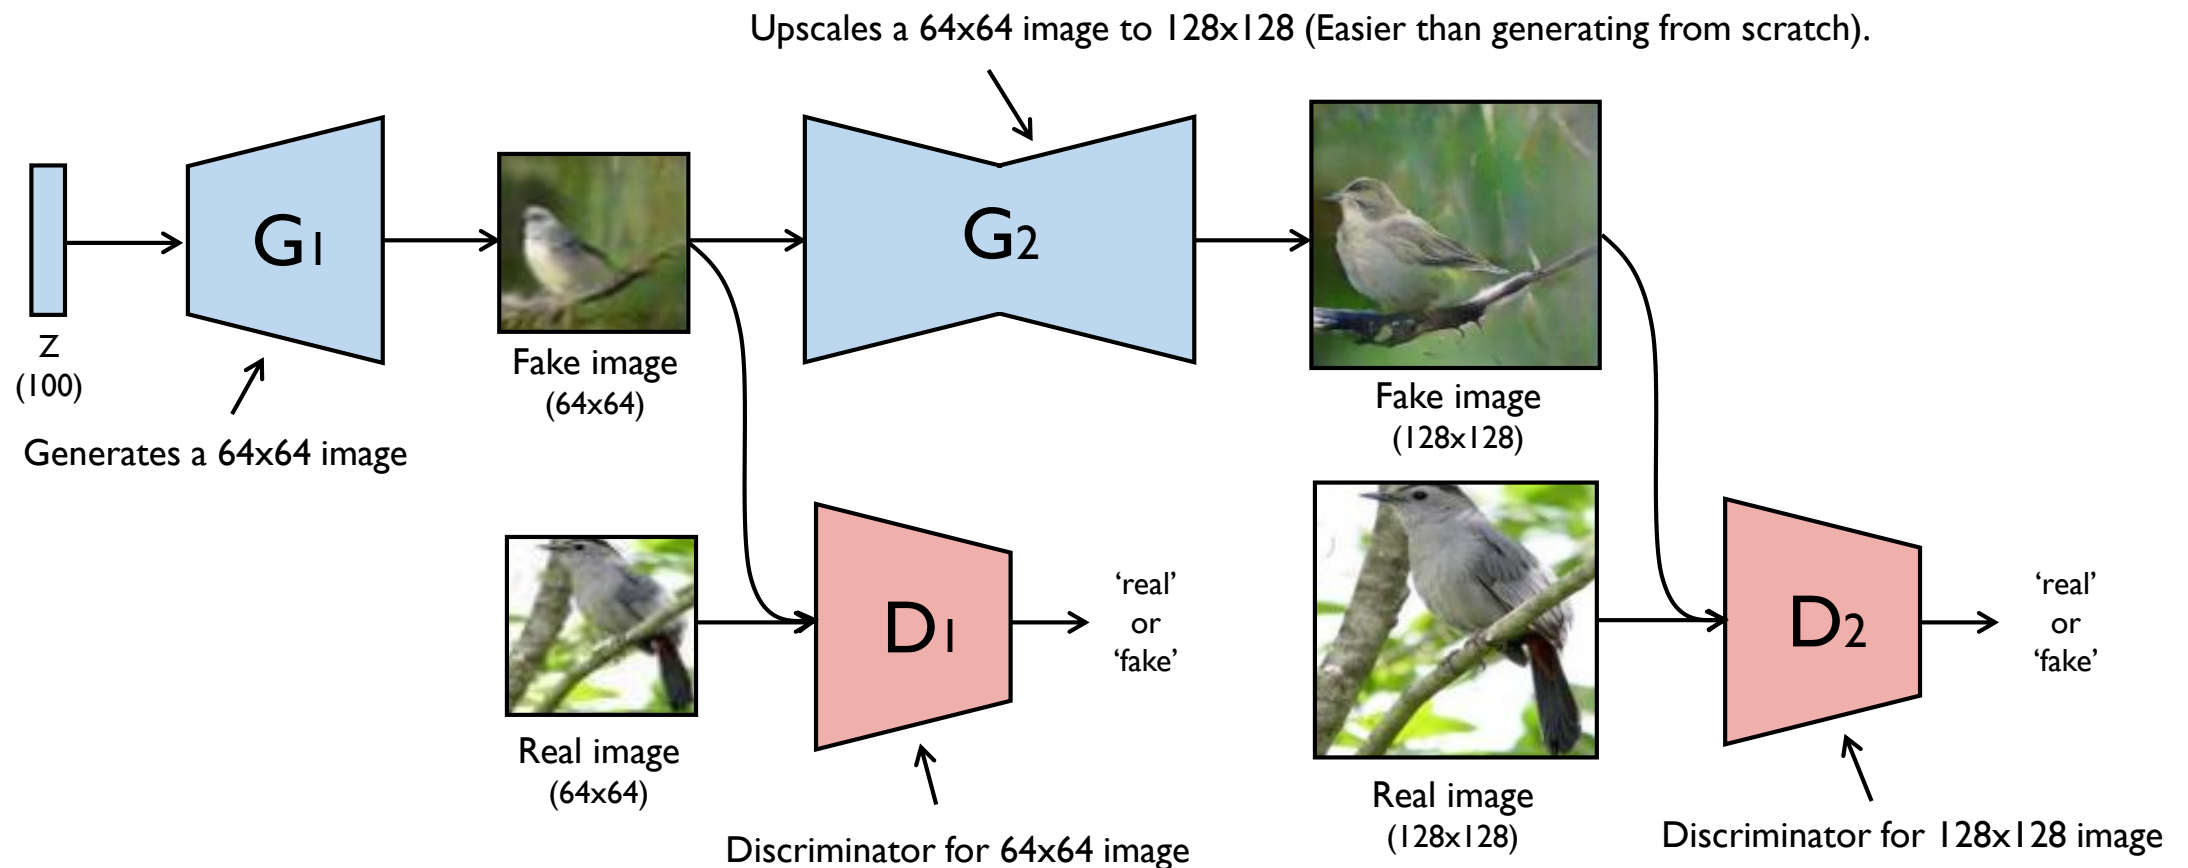 Upscales a 64x64 image to 128x128 (Easier than generating from scratch).
G1
G2
z
(100)
Fake image
(64x64)
Fake image
(128x128)
Generates a 64x64 image
D1
‘real’
or
‘fake’
D2
‘real’
or
‘fake’
Real image
(64x64)
Real image
(128x128)
Discriminator for 64x64 image
Discriminator for 128x128 image